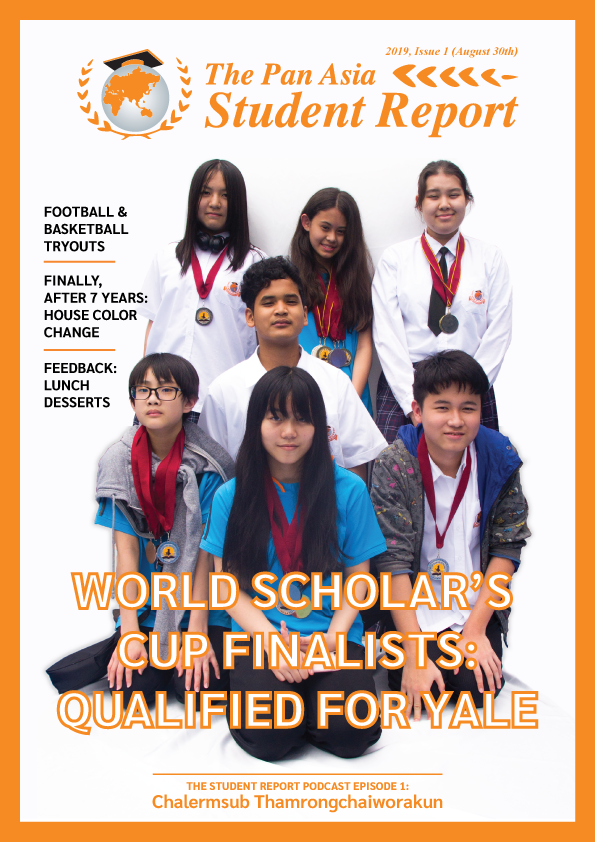 2019, Issue 1 (August 30th)
The Pan Asia
Student Report
FOOTBALL &
BASKETBALL
TRYOUTS
FINALLY,
AFTER 7 YEARS:
HOUSE COLOR
CHANGE
FEEDBACK:
LUNCH
DESSERTS
WORLD SCHOLAR'S
CUP FINALISTS:
QUALIFIED FOR YALE
THE STUDENT REPORT PODCAST EPISODE 1:
Chalermsub Thamrongchaiworakun